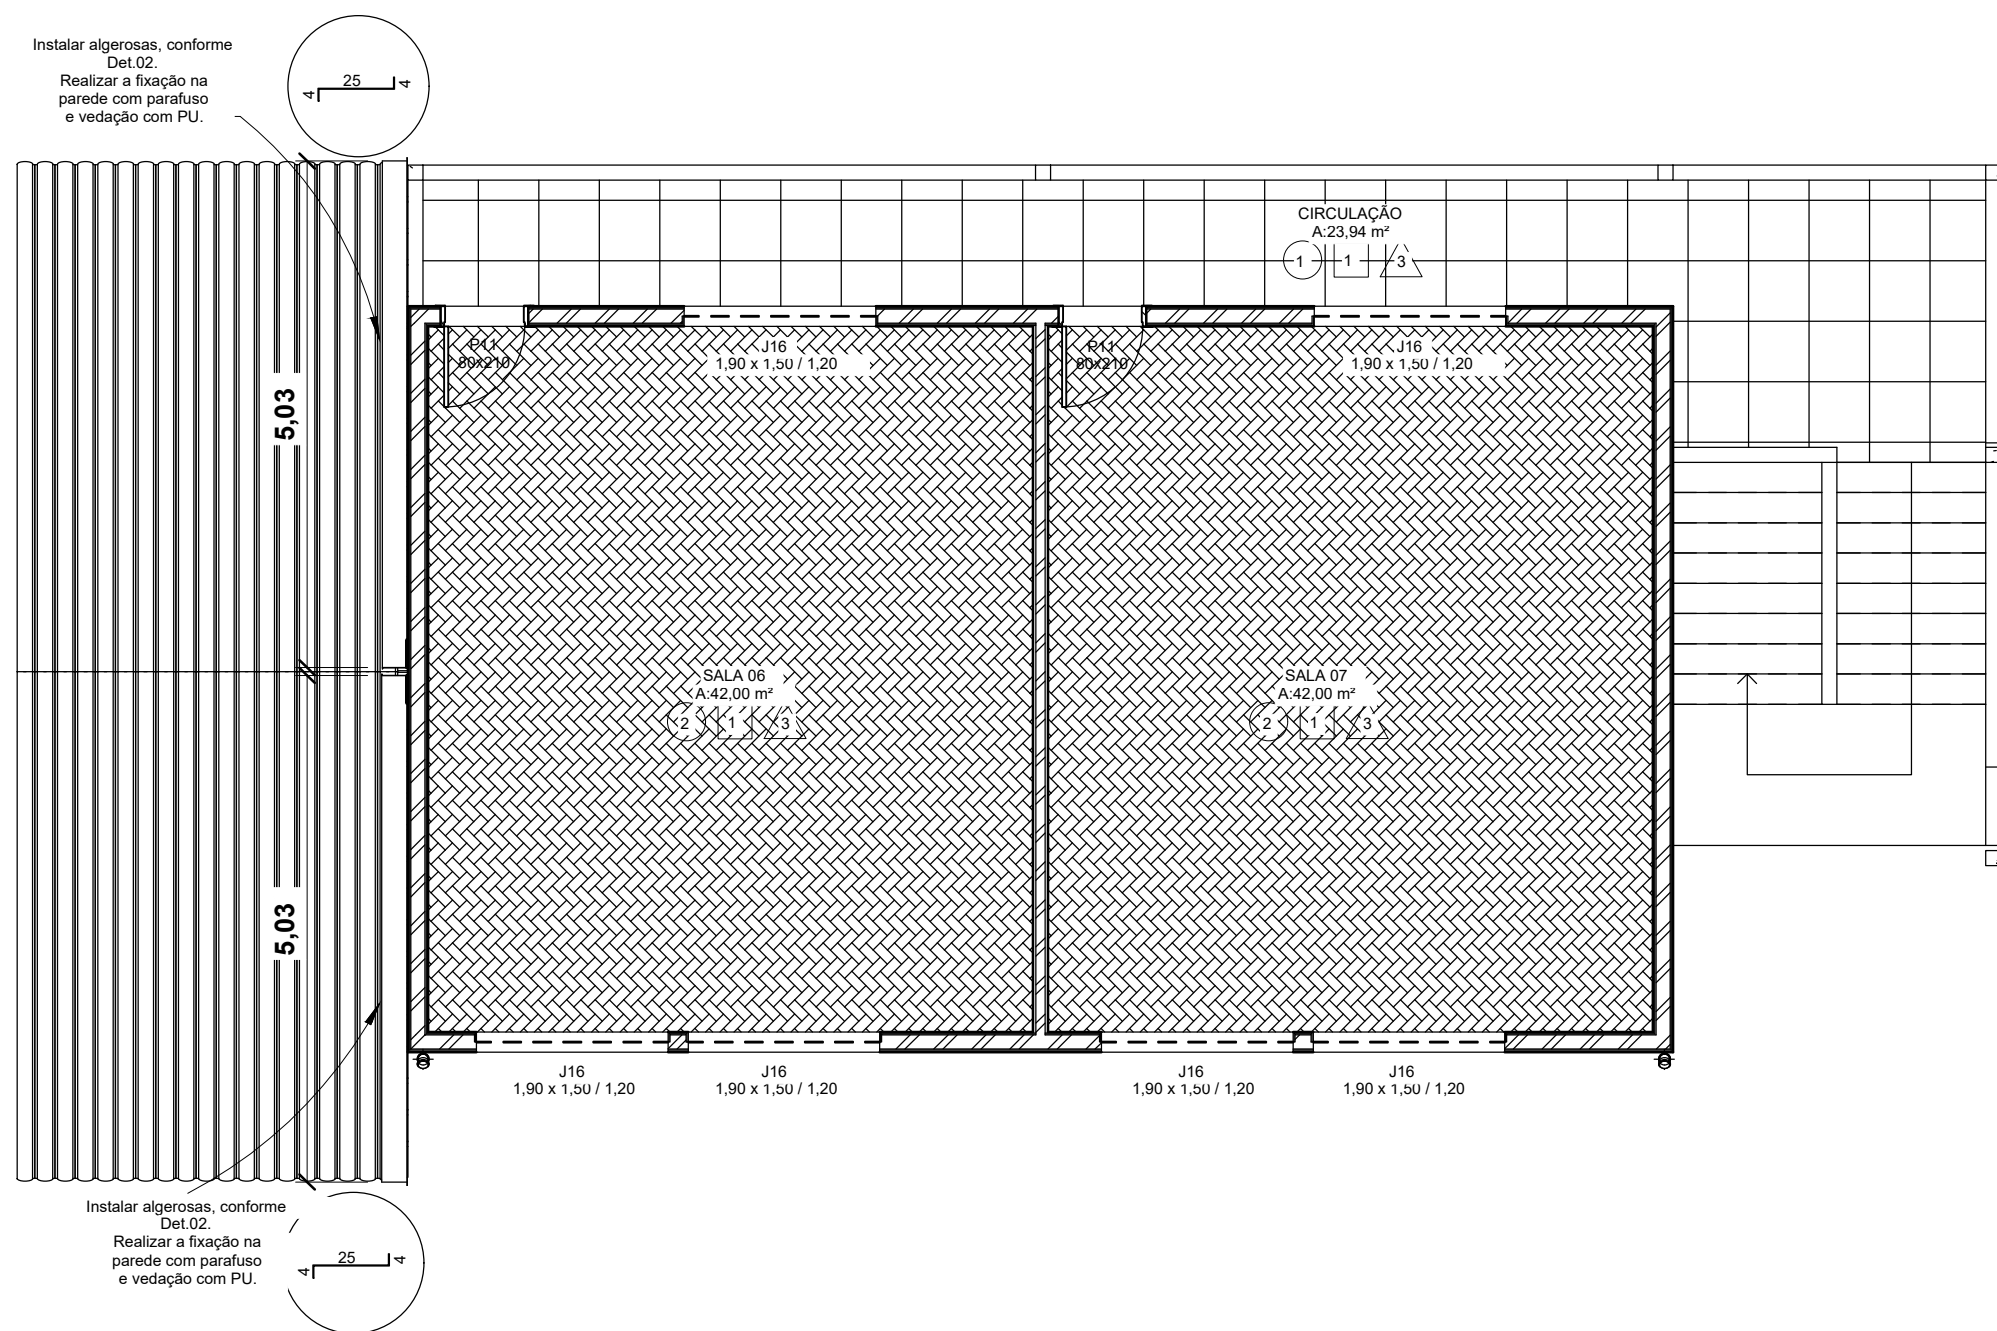 Instalar algerosas, conforme
Det.02.
Realizar a fixação na
parede com parafuso
e vedação com PU.
4 25 4
CIRCULAÇÃO
A:23,94 m²
1 1 3
P11
80x210
J16
1,90 x 1,50 / 1,20
P11
80x210
J16
1,90 x 1,50 / 1,20
5,03
SALA 06
A:42,00 m²
2 1 3
SALA 07
A:42,00 m²
2 1 3
5,03
J16
1,90 x 1,50 / 1,20
J16
1,90 x 1,50 / 1,20
J16
1,90 x 1,50 / 1,20
J16
1,90 x 1,50 / 1,20
Instalar algerosas, conforme
Det.02.
Realizar a fixação na
parede com parafuso
e vedação com PU.
4 25 4